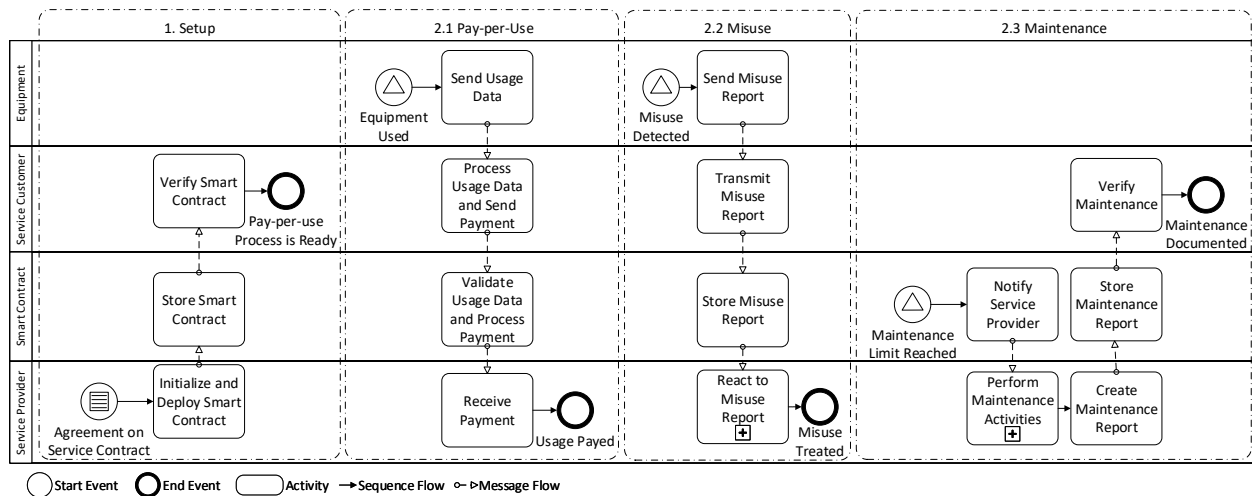 1. Setup
2.1 Pay-per-Use
2.2 Misuse
2.3 Maintenance
Equipment
Equipment
Used
Send Usage
Data
Misuse
Detected
Send Misuse
Report
Service Customer
Verify Smart
Contract
Pay-per-use
Process is Ready
Process
Usage Data
and Send
Payment
Transmit
Misuse
Report
Verify
Maintenance
Maintenance
Documented
Smart Contract
Store Smart
Contract
Validate
Usage Data
and Process
Payment
Store Misuse
Report
Maintenance
Limit Reached
Notify
Service
Provider
Store
Maintenance
Report
Service Provider
Agreement on
Service Contract
Initialize and
Deploy Smart
Contract
Receive
Payment
Usage Payed
React to
Misuse
Report
Misuse
Treated
Perform
Maintenance
Activities
Create
Maintenance
Report
Start Event
End Event
Activity
Sequence Flow
Message Flow